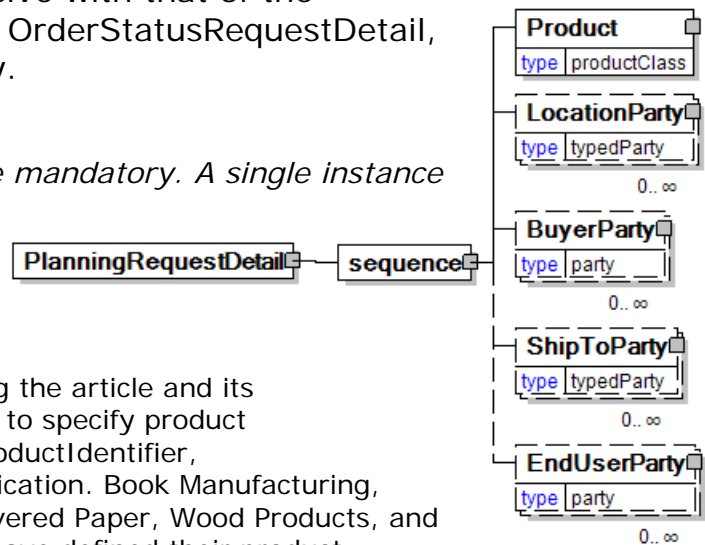 OrderStatusRequestDetail,
mandatory. A single instance
PlanningRequestDetail
sequence
g the article and its
to specify product
oductIdentifier,
ication. Book Manufacturing,
vered Paper, Wood Products, and
Product
type productClass
LocationParty
type typedParty
0.. ∞
BuyerParty
type party
0.. ∞
ShipToParty
type typedParty
0.. ∞
EndUserParty
type party
0.. ∞